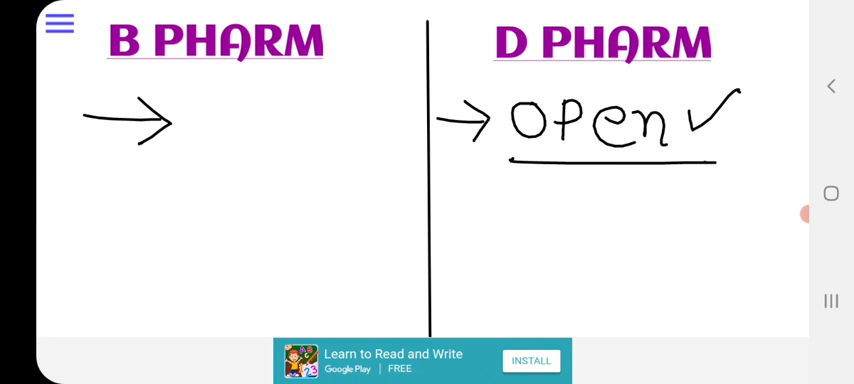 B PHARM
D PHARM
→
→ OPen ✓
Learn to Read and Write
Google Play | FREE
INSTALL